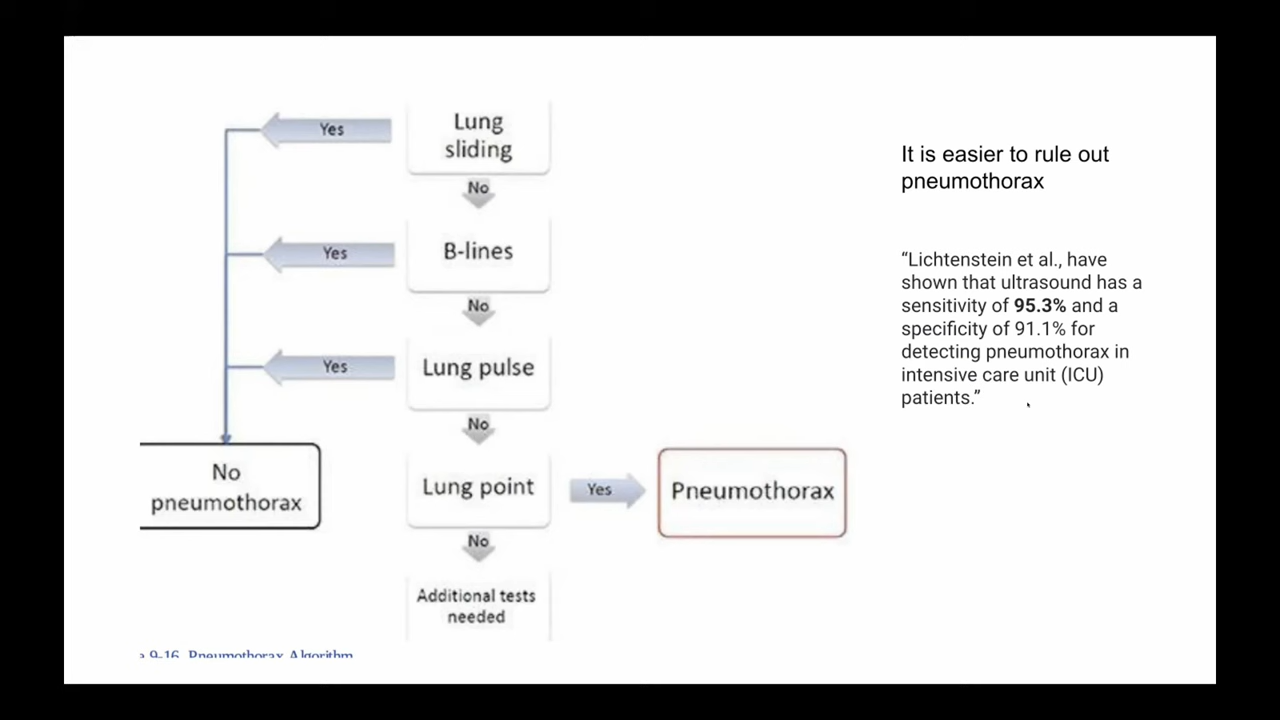 Yes
Lung
sliding
No
Yes
B-lines
No
Yes
Lung pulse
No
No
pneumothorax
Lung point
Yes
Pneumothorax
No
Additional tests
needed
9-16 Pneumothorax Algorithm
It is easier to rule out
pneumothorax
“Lichtenstein et al., have
shown that ultrasound has a
sensitivity of 95.3% and a
specificity of 91.1% for
detecting pneumothorax in
intensive care unit (ICU)
patients.”